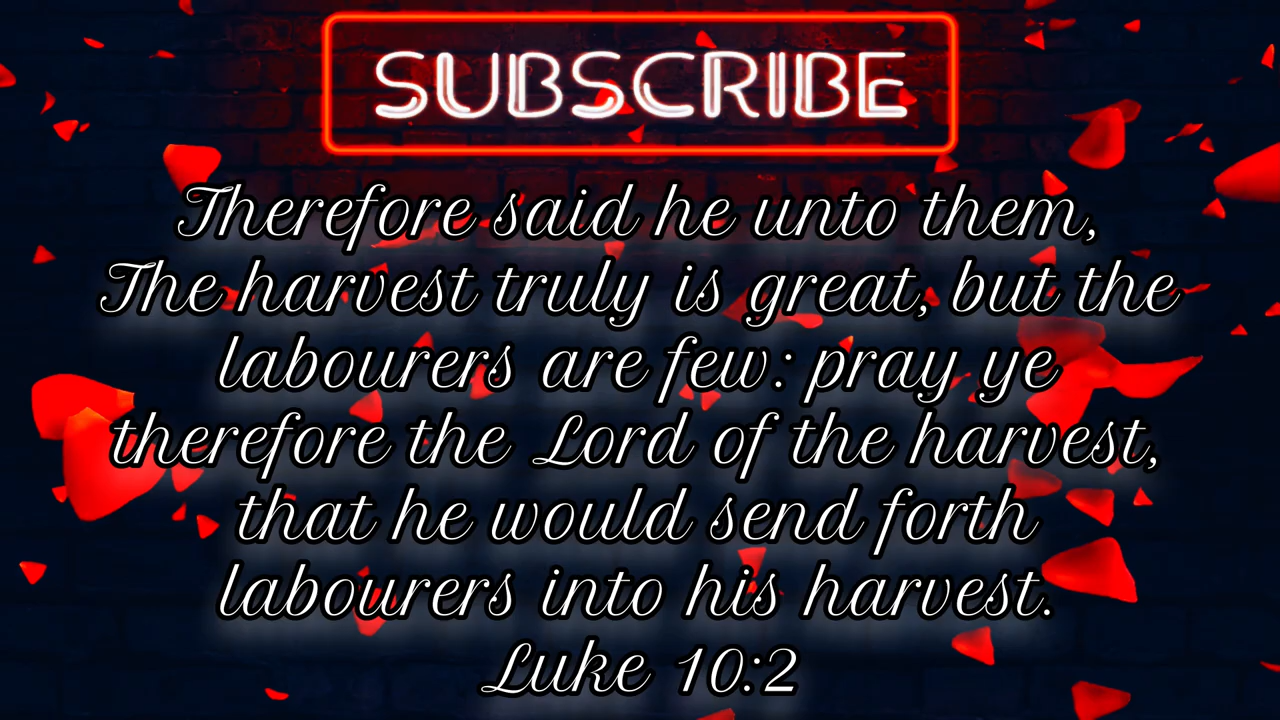 SUBSCRIBE
Therefore said he unto them,
The harvest truly is great, but the
labourers are few: pray ye
therefore the Lord of the harvest,
that he would send forth
labourers into his harvest.
Luke 10:2